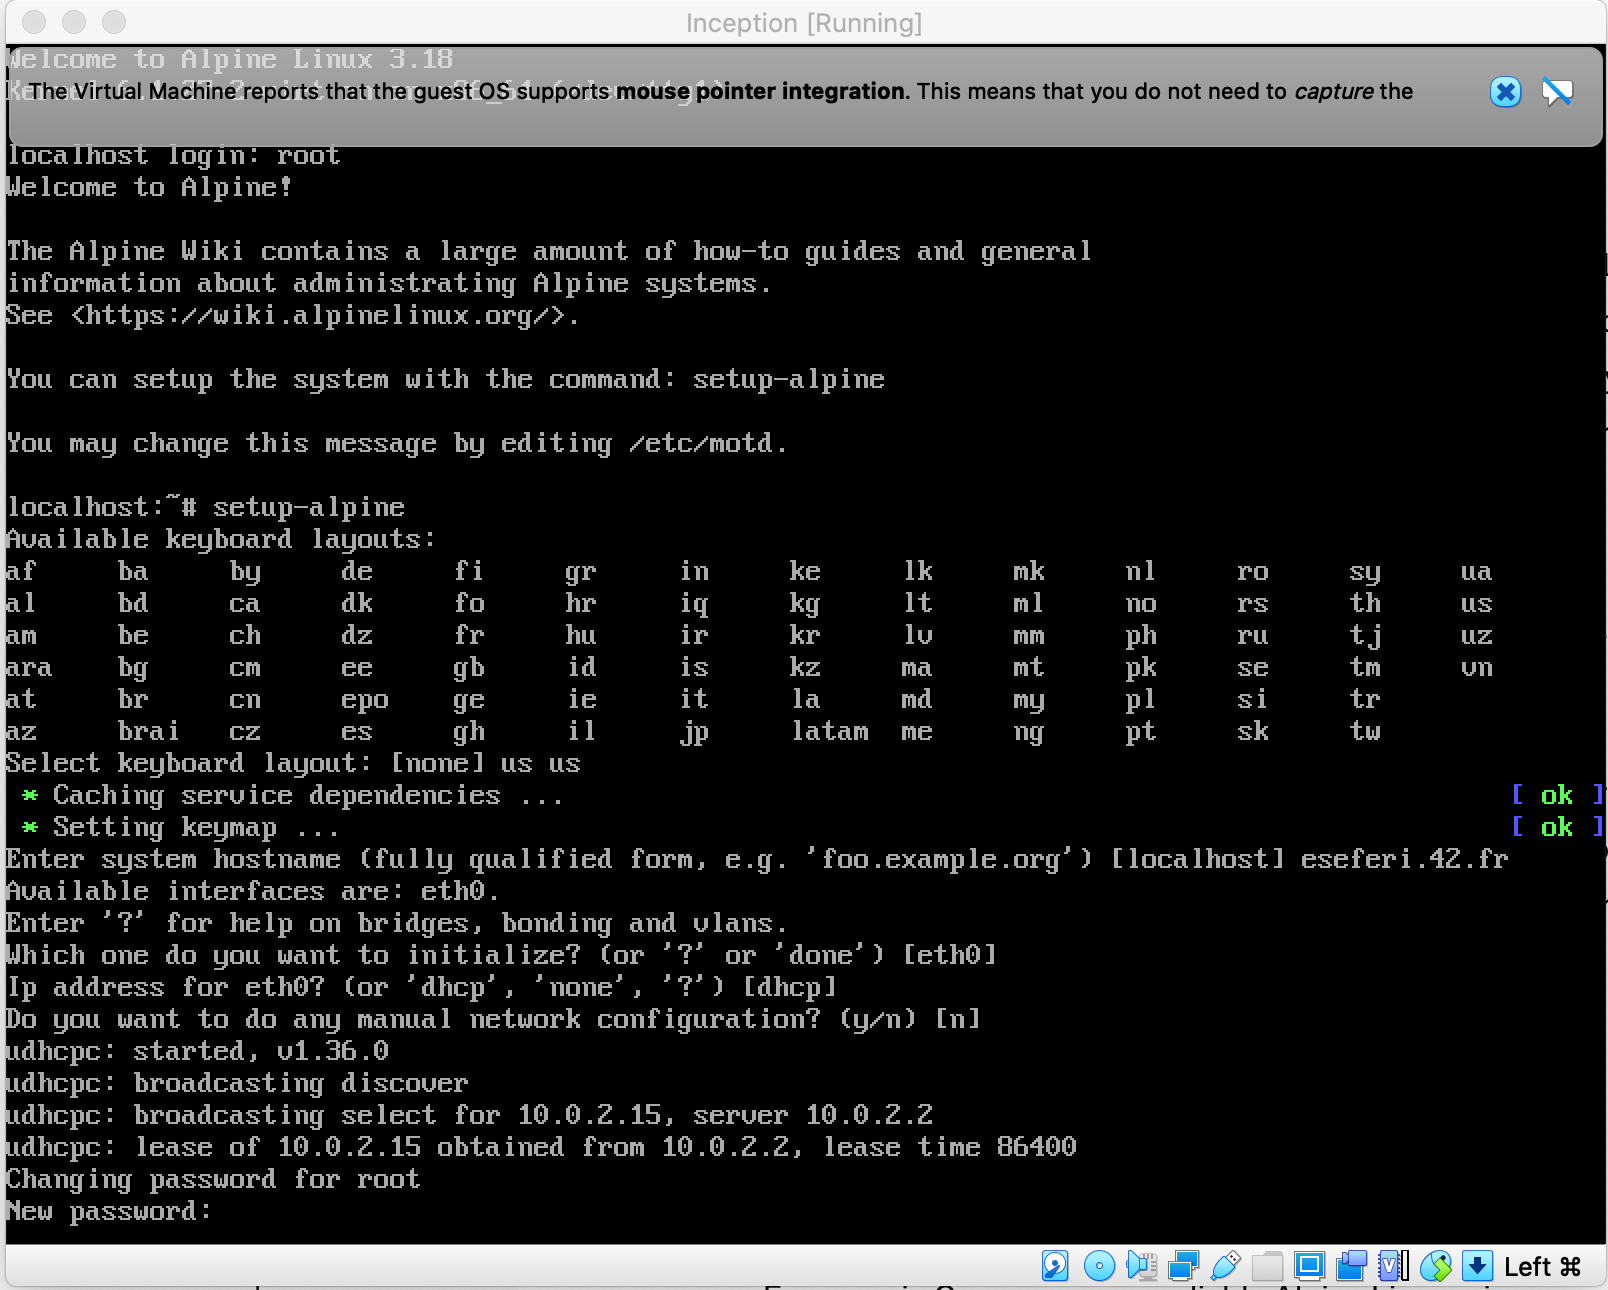 Inception [Running]
Welcome to Alpine Linux 3.18
The Virtual Machine reports that the guest OS supports mouse pointer integration. This means that you do not need to capture the
localhost login: root
Welcome to Alpine!
The Alpine Wiki contains a large amount of how-to guides and general
information about administrating Alpine systems.
See <https://wiki.alpinelinux.org/>.
You can setup the system with the command: setup-alpine
You may change this message by editing /etc/motd.
localhost:~# setup-alpine
Available keyboard layouts:
af ba by de fi gr in ke lk mk nl ro sy ua
al bd ca dk fo hr iq kg lt ml no rs th us
am be ch dz fr hu ir kr lv mm ph ru tj uz
ara bg cm ee gb id is kz ma mt pk se tm vn
at br cn epo ge ie it la md my pl si tr
az brai cz es gh il jp latam me ng pt sk tw
Select keyboard layout: [none] us us
* Caching service dependencies ... [ ok ]
* Setting keymap ... [ ok ]
Enter system hostname (fully qualified form, e.g. 'foo.example.org') [localhost] eseferi.42.fr
Available interfaces are: eth0.
Enter '?' for help on bridges, bonding and vlans.
Which one do you want to initialize? (or '?' or 'done') [eth0]
Ip address for eth0? (or 'dhcp', 'none', '?') [dhcp]
Do you want to do any manual network configuration? (y/n) [n]
udhcpc: started, v1.36.0
udhcpc: broadcasting discover
udhcpc: broadcasting select for 10.0.2.15, server 10.0.2.2
udhcpc: lease of 10.0.2.15 obtained from 10.0.2.2, lease time 86400
Changing password for root
New password:
Left ⌘